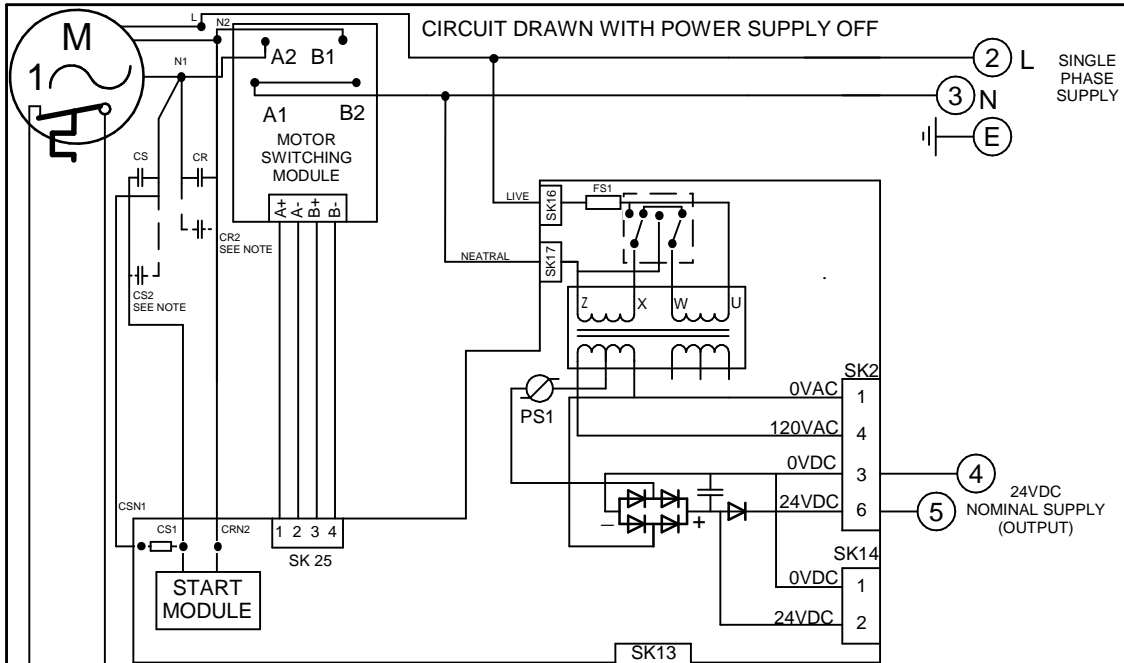 CIRCUIT DRAWN WITH POWER SUPPLY OFF
L
N2
M
1
N1
A2 B1
A1 B2
MOTOR
SWITCHING
MODULE
2 L
SINGLE
PHASE
SUPPLY
3 N
E
CS
CR
A+
A-
B+
B-
CR2
SEE NOTE
CS2
SEE NOTE
LIVE
SK16
FS1
NEATRAL
SK17
Z X W U
PS1
SK2
0VAC 1
120VAC 4
0VDC 3
4
24VDC 6
5
24VDC
NOMINAL SUPPLY
(OUTPUT)
– +
CSN1
CS1
CRN2
1 2 3 4
SK 25
START
MODULE
SK14
0VDC 1
24VDC 2
SK13